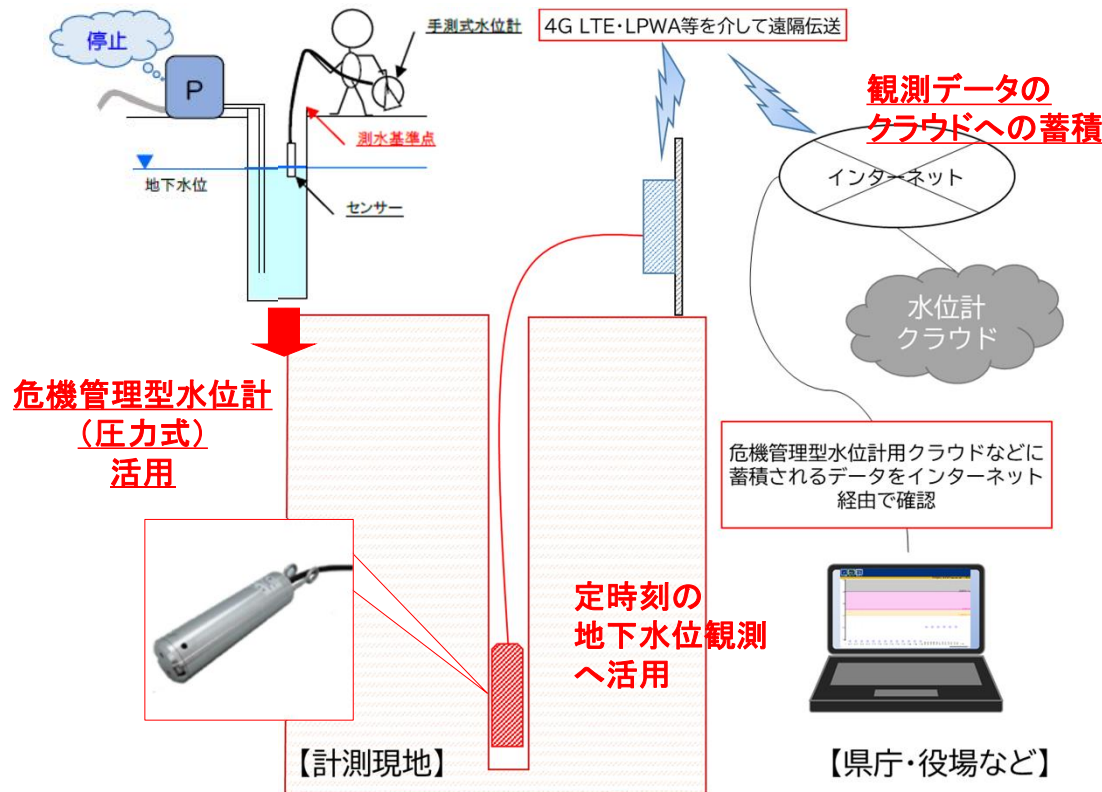 停止
P
手測式水位計
測水基準点
地下水位
センサー
4G LTE・LPWA等を介して遠隔伝送
観測データの
クラウドへの蓄積
インターネット
水位計
クラウド
危機管理型水位計
（圧力式）
活用
危機管理型水位計用クラウドなどに
蓄積されるデータをインターネット
経由で確認
定時刻の
地下水位観測
へ活用
【計測現地】
【県庁・役場など】